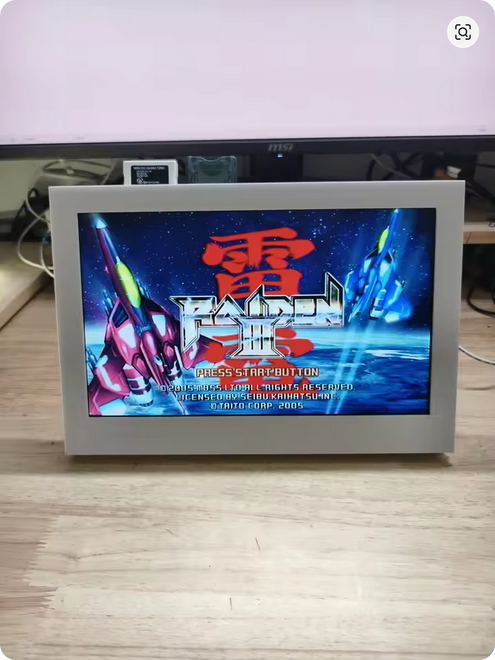 msi
雷
RAIDEN
III
PRESS START BUTTON
©2005 MOSS LTD. ALL RIGHTS RESERVED.
LICENSED BY SEIBU KAIHATSU INC.
©TAITO CORP. 2005